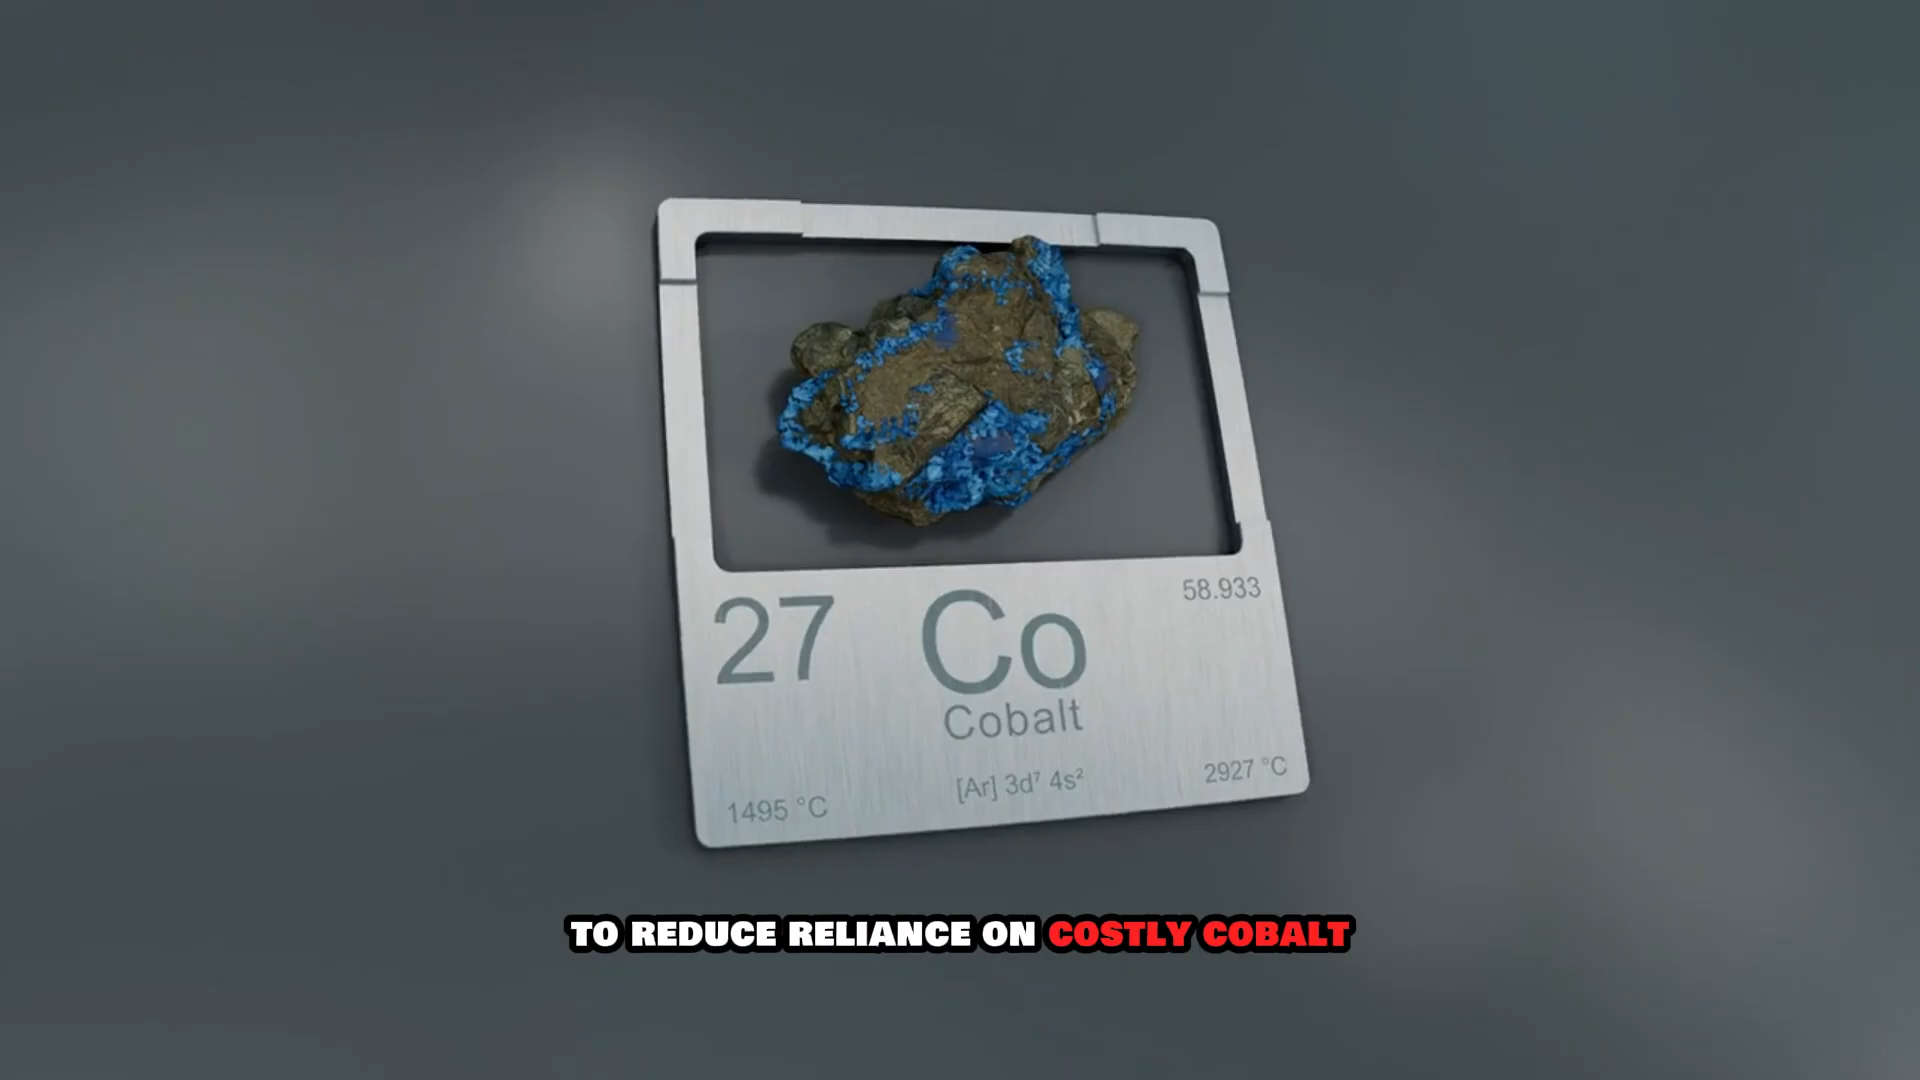 58.933
27 Co
Cobalt
[Ar] 3d⁷ 4s²
2927 °C
1495 °C
TO REDUCE RELIANCE ON COSTLY COBALT